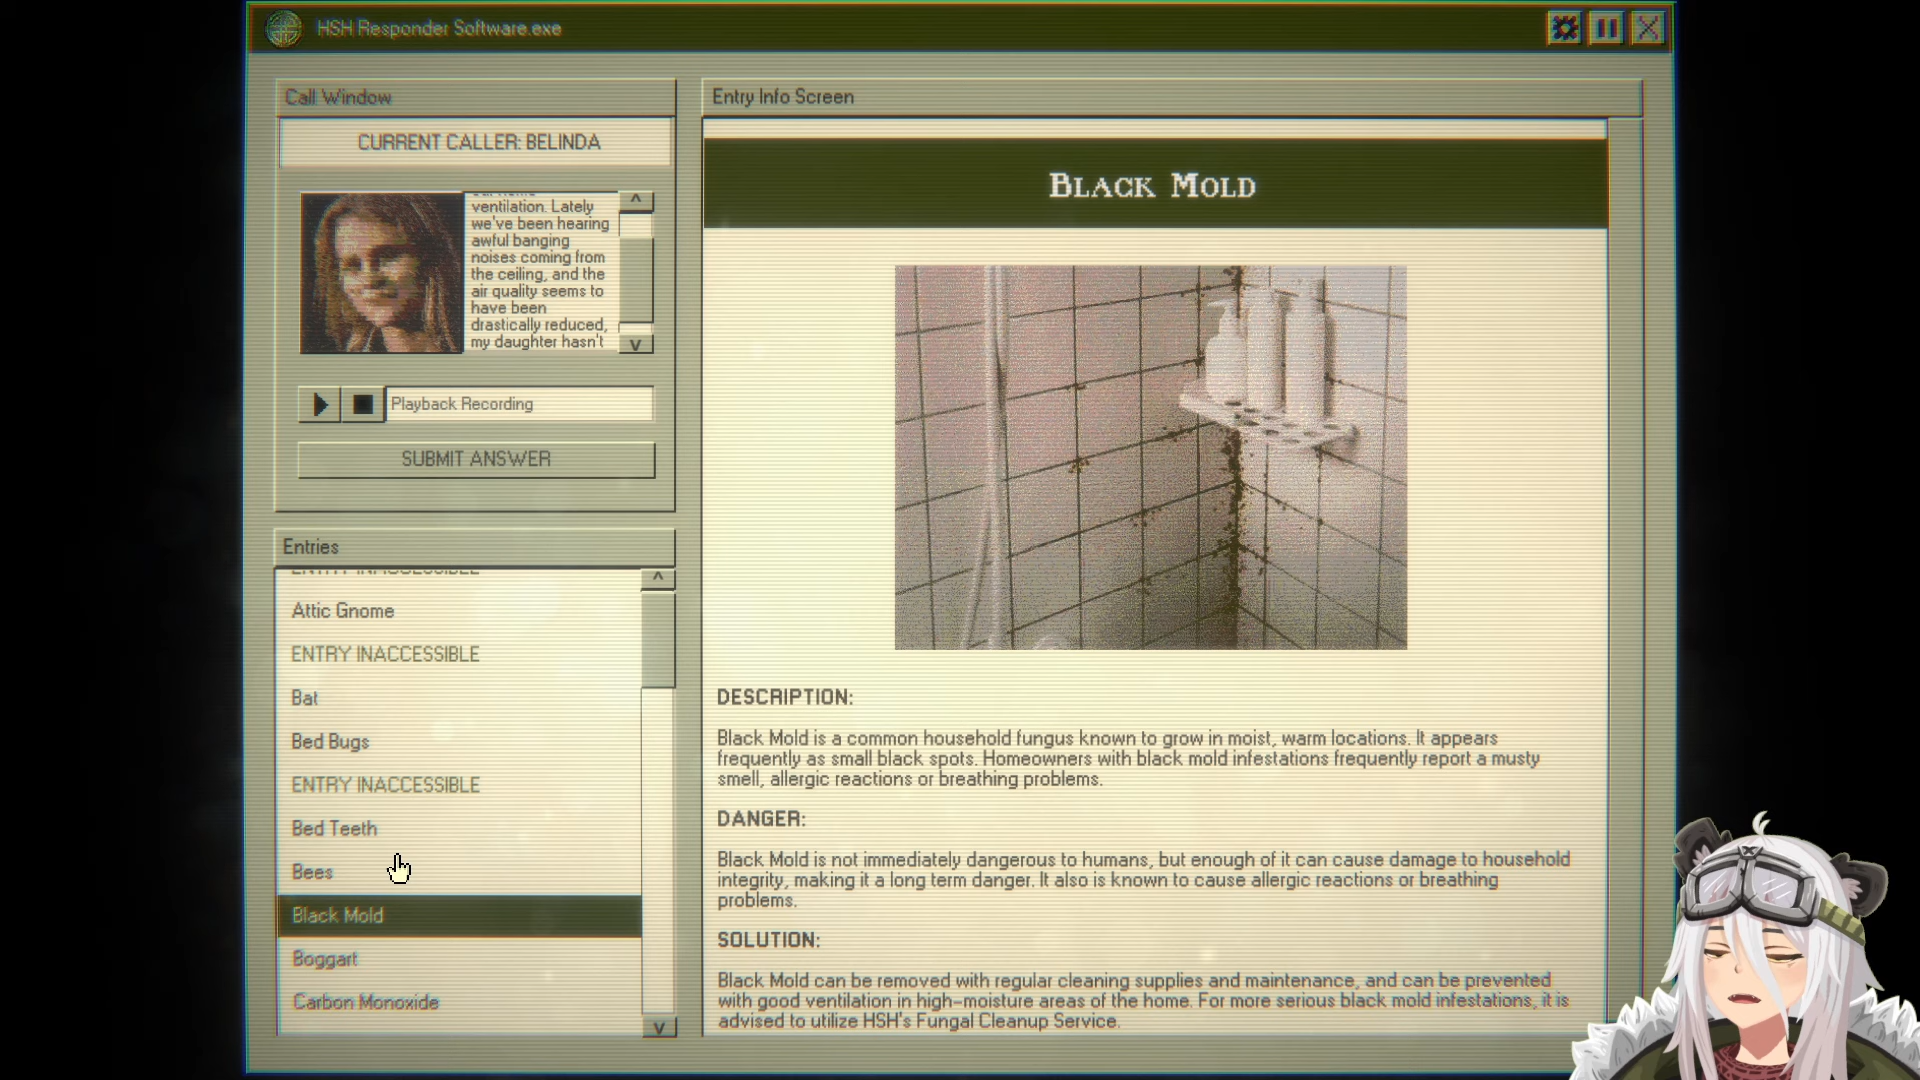 HSH Responder Software.exe
Call Window
CURRENT CALLER: BELINDA
ventilation. Lately
we've been hearing
awful banging
noises coming from
the ceiling, and the
air quality seems to
have been
drastically reduced,
my daughter hasn't
Playback Recording
SUBMIT ANSWER
Entries
ENTRY INACCESSIBLE
Attic Gnome
ENTRY INACCESSIBLE
Bat
Bed Bugs
ENTRY INACCESSIBLE
Bed Teeth
Bees
Black Mold
Boggart
Carbon Monoxide
Entry Info Screen
BLACK MOLD
DESCRIPTION:
Black Mold is a common household fungus known to grow in moist, warm locations. It appears
frequently as small black spots. Homeowners with black mold infestations frequently report a musty
smell, allergic reactions or breathing problems.
DANGER:
Black Mold is not immediately dangerous to humans, but enough of it can cause damage to household
integrity, making it a long term danger. It also is known to cause allergic reactions or breathing
problems.
SOLUTION:
Black Mold can be removed with regular cleaning supplies and maintenance, and can be prevented
with good ventilation in high-moisture areas of the home. For more serious black mold infestations, it is
advised to utilize HSH's Fungal Cleanup Service.